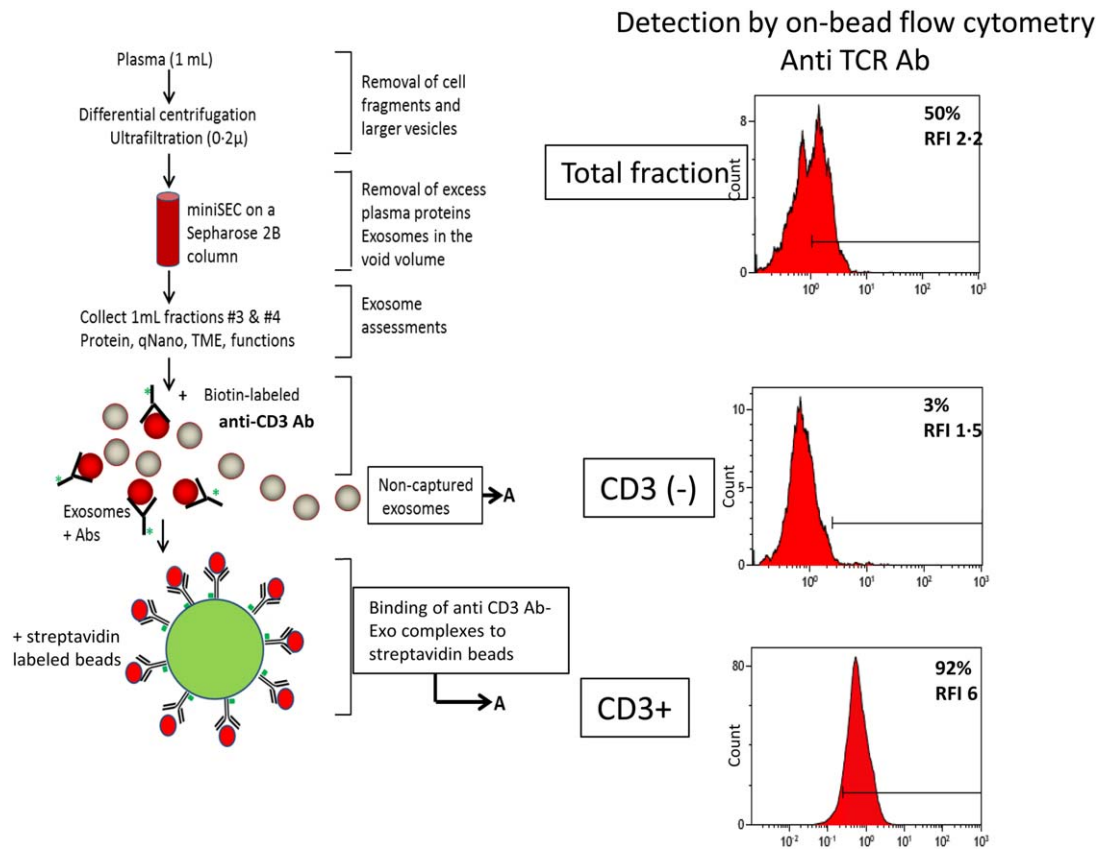 Detection by on-bead flow cytometry
Anti TCR Ab
Plasma (1 mL)
Differential centrifugation
Ultrafiltration (0·2µ)
Removal of cell
fragments and
larger vesicles
miniSEC on a
Sepharose 2B
column
Removal of excess
plasma proteins
Exosomes in the
void volume
Collect 1mL fractions #3 & #4
Protein, qNano, TME, functions
Exosome
assessments
* + Biotin-labeled
anti-CD3 Ab
*
*
*
Exosomes
+ Abs
Non-captured
exosomes
A
+ streptavidin
labeled beads
Binding of anti CD3 Ab-
Exo complexes to
streptavidin beads
A
Total fraction
50%
RFI 2·2
Count
8
4
0
10⁰ 10¹ 10² 10³
CD3 (-)
3%
RFI 1·5
Count
10
5
0
10⁰ 10¹ 10² 10³
CD3+
92%
RFI 6
Count
80
0
10⁻² 10⁻¹ 10⁰ 10¹ 10² 10³